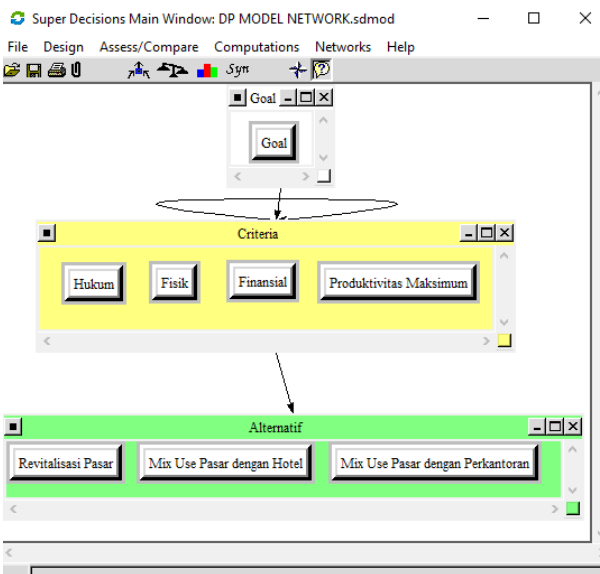 Super Decisions Main Window: DP MODEL NETWORK.sdmod
File Design Assess/Compare Computations Networks Help
Syn
Goal
Goal
Criteria
Hukum Fisik Finansial Produktivitas Maksimum
Alternatif
Revitalisasi Pasar Mix Use Pasar dengan Hotel Mix Use Pasar dengan Perkantoran